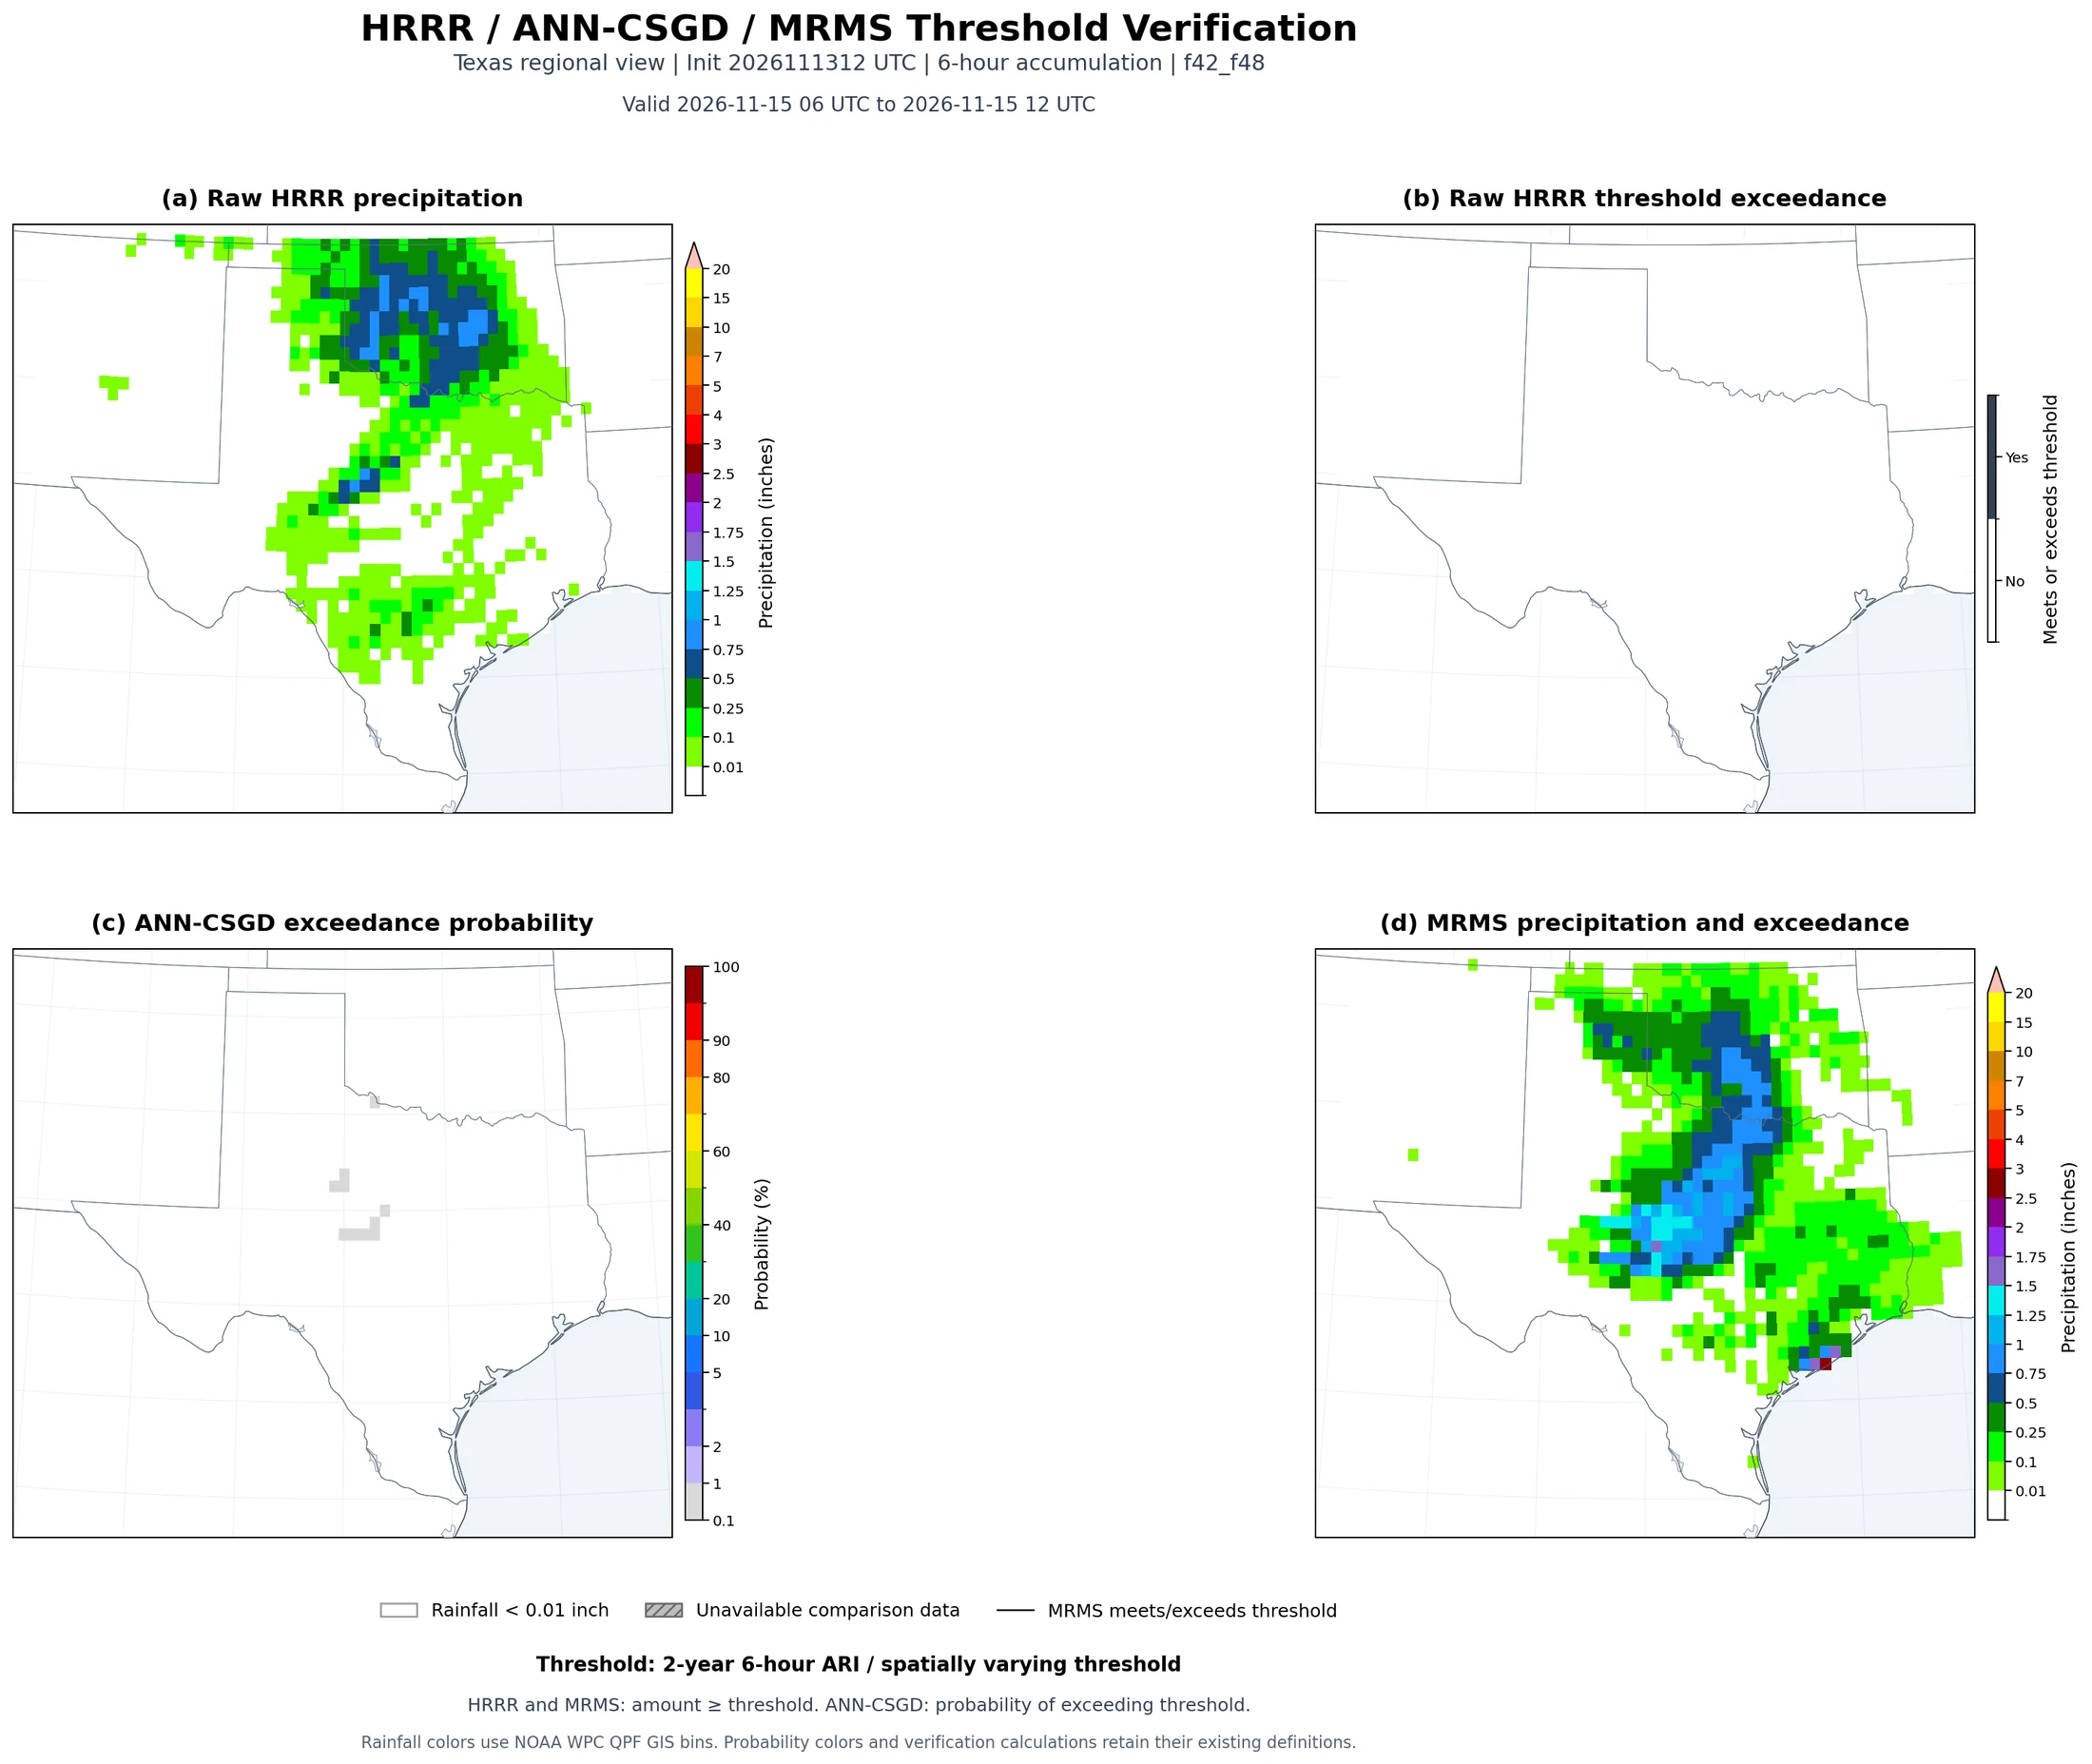 HRRR / ANN-CSGD / MRMS Threshold Verification
Texas regional view | Init 2026111312 UTC | 6-hour accumulation | f42_f48
Valid 2026-11-15 06 UTC to 2026-11-15 12 UTC
(a) Raw HRRR precipitation
20
15
10
7
5
4
3
2.5
2
1.75
1.5
1.25
1
0.75
0.5
0.25
0.1
0.01
Precipitation (inches)
(b) Raw HRRR threshold exceedance
Yes
No
Meets or exceeds threshold
(c) ANN-CSGD exceedance probability
100
90
80
60
40
20
10
5
2
1
0.1
Probability (%)
(d) MRMS precipitation and exceedance
20
15
10
7
5
4
3
2.5
2
1.75
1.5
1.25
1
0.75
0.5
0.25
0.1
0.01
Precipitation (inches)
Rainfall < 0.01 inch
Unavailable comparison data
MRMS meets/exceeds threshold
Threshold: 2-year 6-hour ARI / spatially varying threshold
HRRR and MRMS: amount ≥ threshold. ANN-CSGD: probability of exceeding threshold.
Rainfall colors use NOAA WPC QPF GIS bins. Probability colors and verification calculations retain their existing definitions.